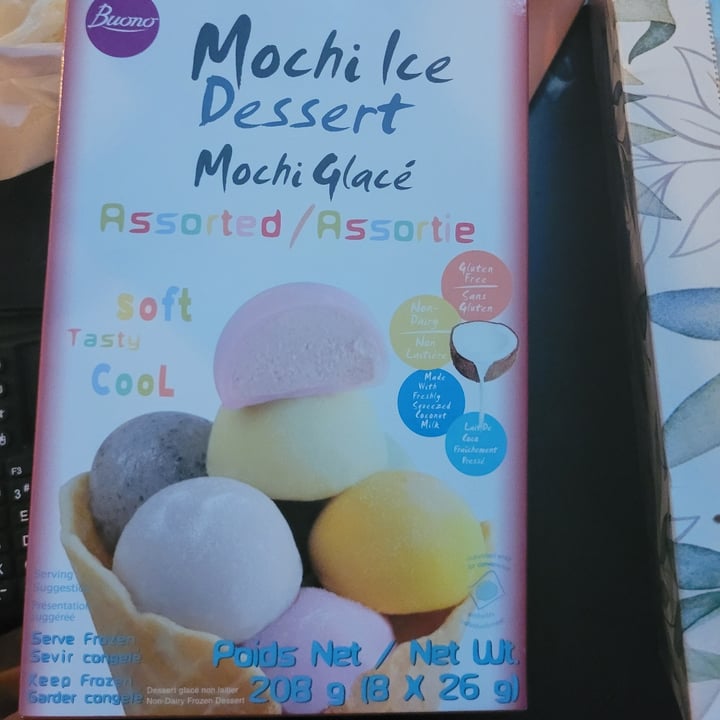 Buono
Mochi Ice
Dessert
Mochi Glacé
Assorted / Assortie
Gluten
Free
Sans
Gluten
soft
Tasty
Cool
Non-
Dairy
Non
Laitière
Made
With
Freshly
Squeezed
Coconut
Milk
Lait De
Coco
Fraîchement
Pressé
Serving
Suggestion
Présentation
suggérée
Serve Frozen
Sevir congelé
Keep Frozen
Garder congelé
Dessert glacé non laitier
Non-Dairy Frozen Dessert
Poids Net / Net Wt.
208 g (8 X 26 g)
F3
3 #
E